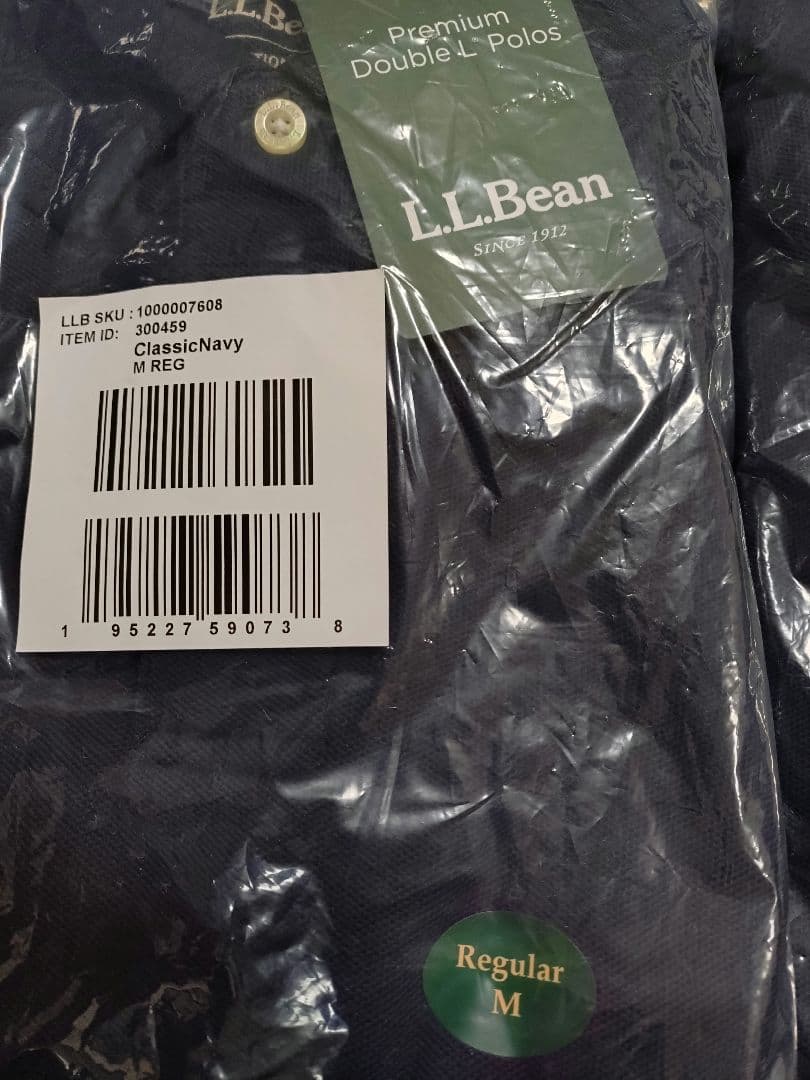 L.L.Be
Premium
Double L® Polos
L.L.Bean
SINCE 1912
LLB SKU : 1000007608
ITEM ID: 300459
ClassicNavy
M REG
1 95227 59073 8
Regular
M